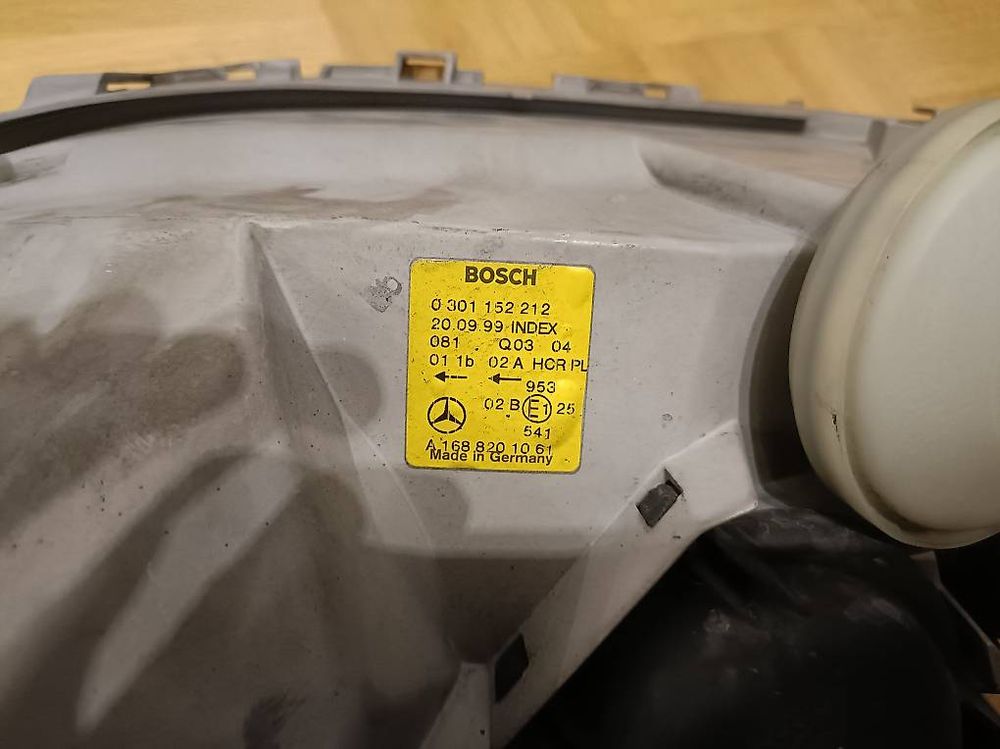 BOSCH
0 301 152 212
20.09.99 INDEX
081 Q03 04
01 1b 02 A HCR PL
953
02 B E1 25
541
A 168 820 10 61
Made in Germany